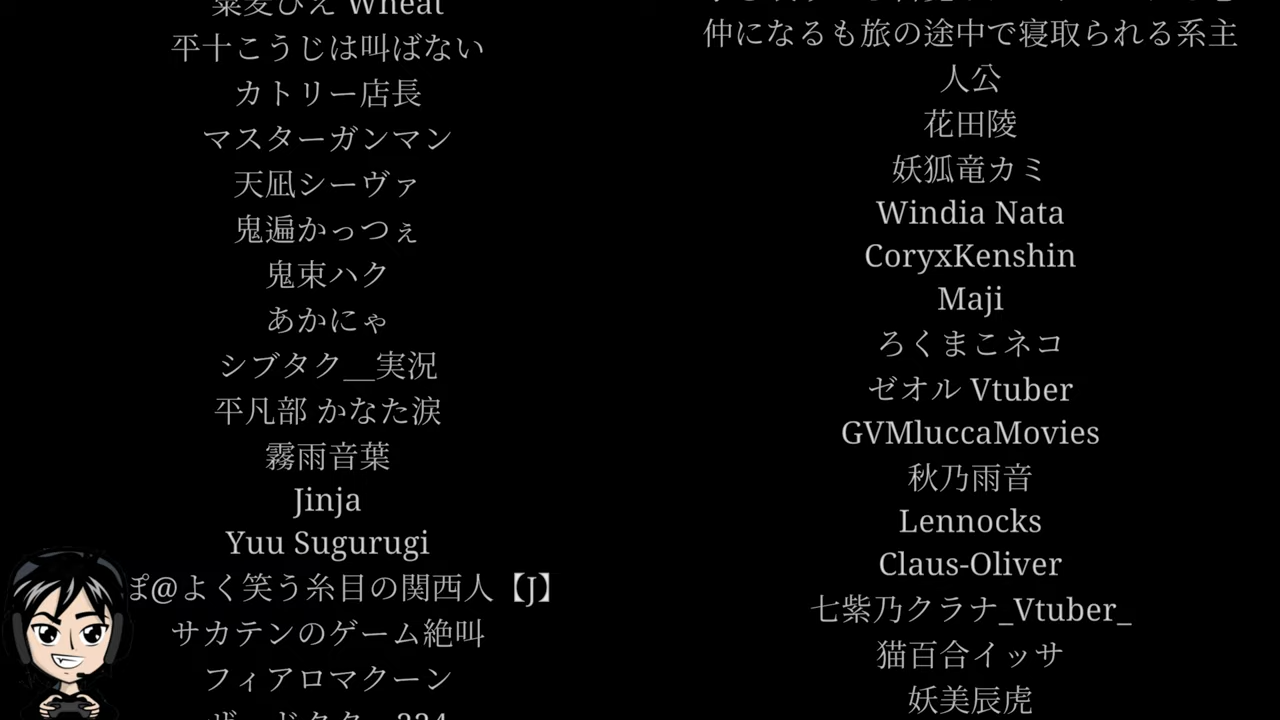 粟麦ひえ Wheat
平十こうじは叫ばない
カトリー店長
マスターガンマン
天凪シーヴァ
鬼遍かっつぇ
鬼束ハク
あかにゃ
シブタク__実況
平凡部 かなた涙
霧雨音葉
Jinja
Yuu Sugurugi
ぽ@よく笑う糸目の関西人【J】
サカテンのゲーム絶叫
フィアロマクーン
仲になるも旅の途中で寝取られる系主
人公
花田陵
妖狐竜カミ
Windia Nata
CoryxKenshin
Maji
ろくまこネコ
ゼオル Vtuber
GVMluccaMovies
秋乃雨音
Lennocks
Claus-Oliver
七紫乃クラナ_Vtuber_
猫百合イッサ
妖美辰虎